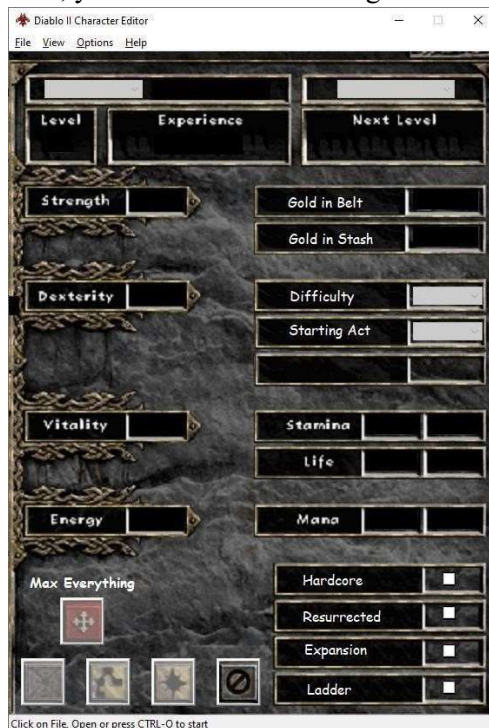 Diablo II Character Editor
File View Options Help
Level Experience Next Level
Strength Gold in Belt
Gold in Stash
Dexterity Difficulty
Starting Act
Vitality Stamina
Life
Energy Mana
Max Everything Hardcore
Resurrected
Expansion
Ladder
Click on File, Open or press CTRL-O to start